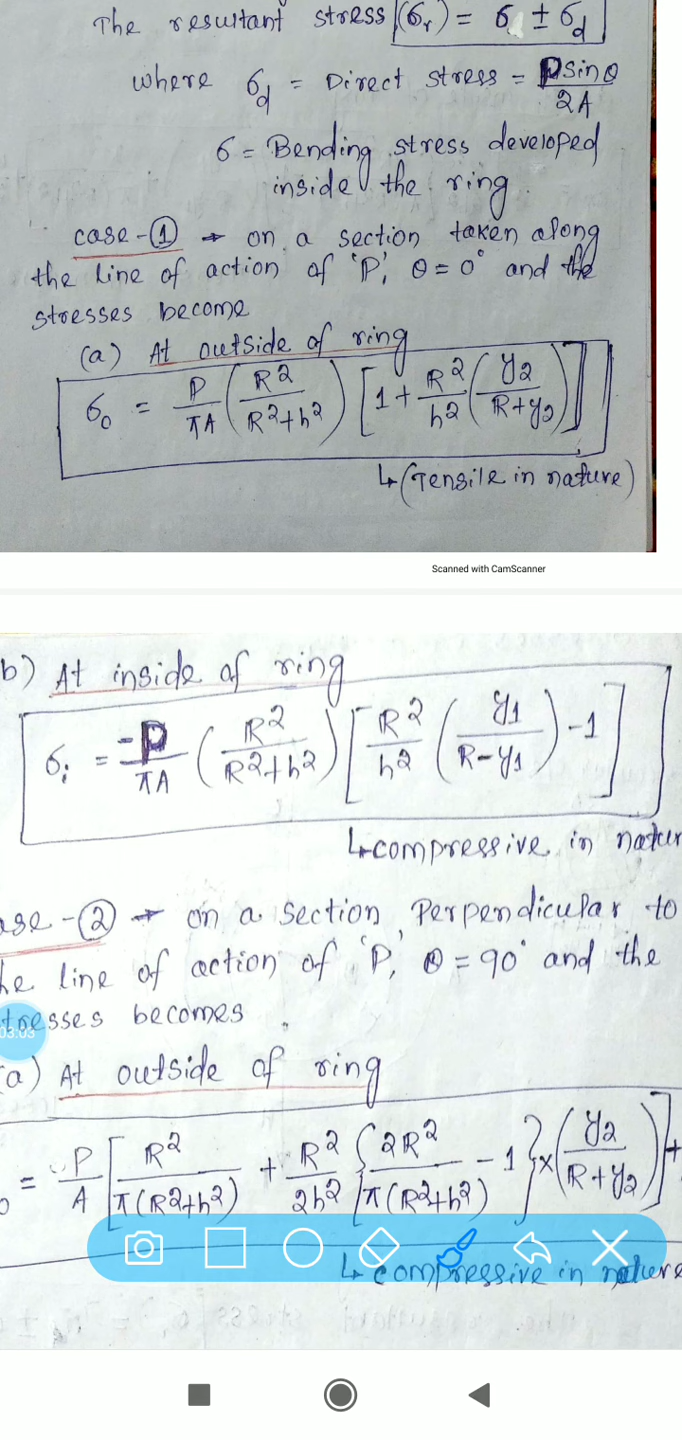 The resultant stress (σr) = σ ± σd
where σd = Direct stress = Psinθ/2A
σ = Bending stress developed
inside the ring
case-① → on a section taken along
the line of action of 'P', θ = 0° and the
stresses become
(a) At outside of ring
σo = P/πA (R²/(R²+h²)) [1 + R²/h² (y2/(R+y2))]
↳ (Tensile in nature)
Scanned with CamScanner
b) At inside of ring
σi = -P/πA (R²/(R²+h²)) [R²/h² (y1/(R-y1)) - 1]
↳ compressive in natur
ase-② → on a section perpendicular to
he line of action of 'P', θ = 90° and the
tresses becomes
03:03
(a) At outside of ring
o = P/A [R²/(π(R²+h²)) + R²/2h² {2R²/(π(R²+h²)) - 1} × (y2/(R+y2))] +
↳ compressive in nature